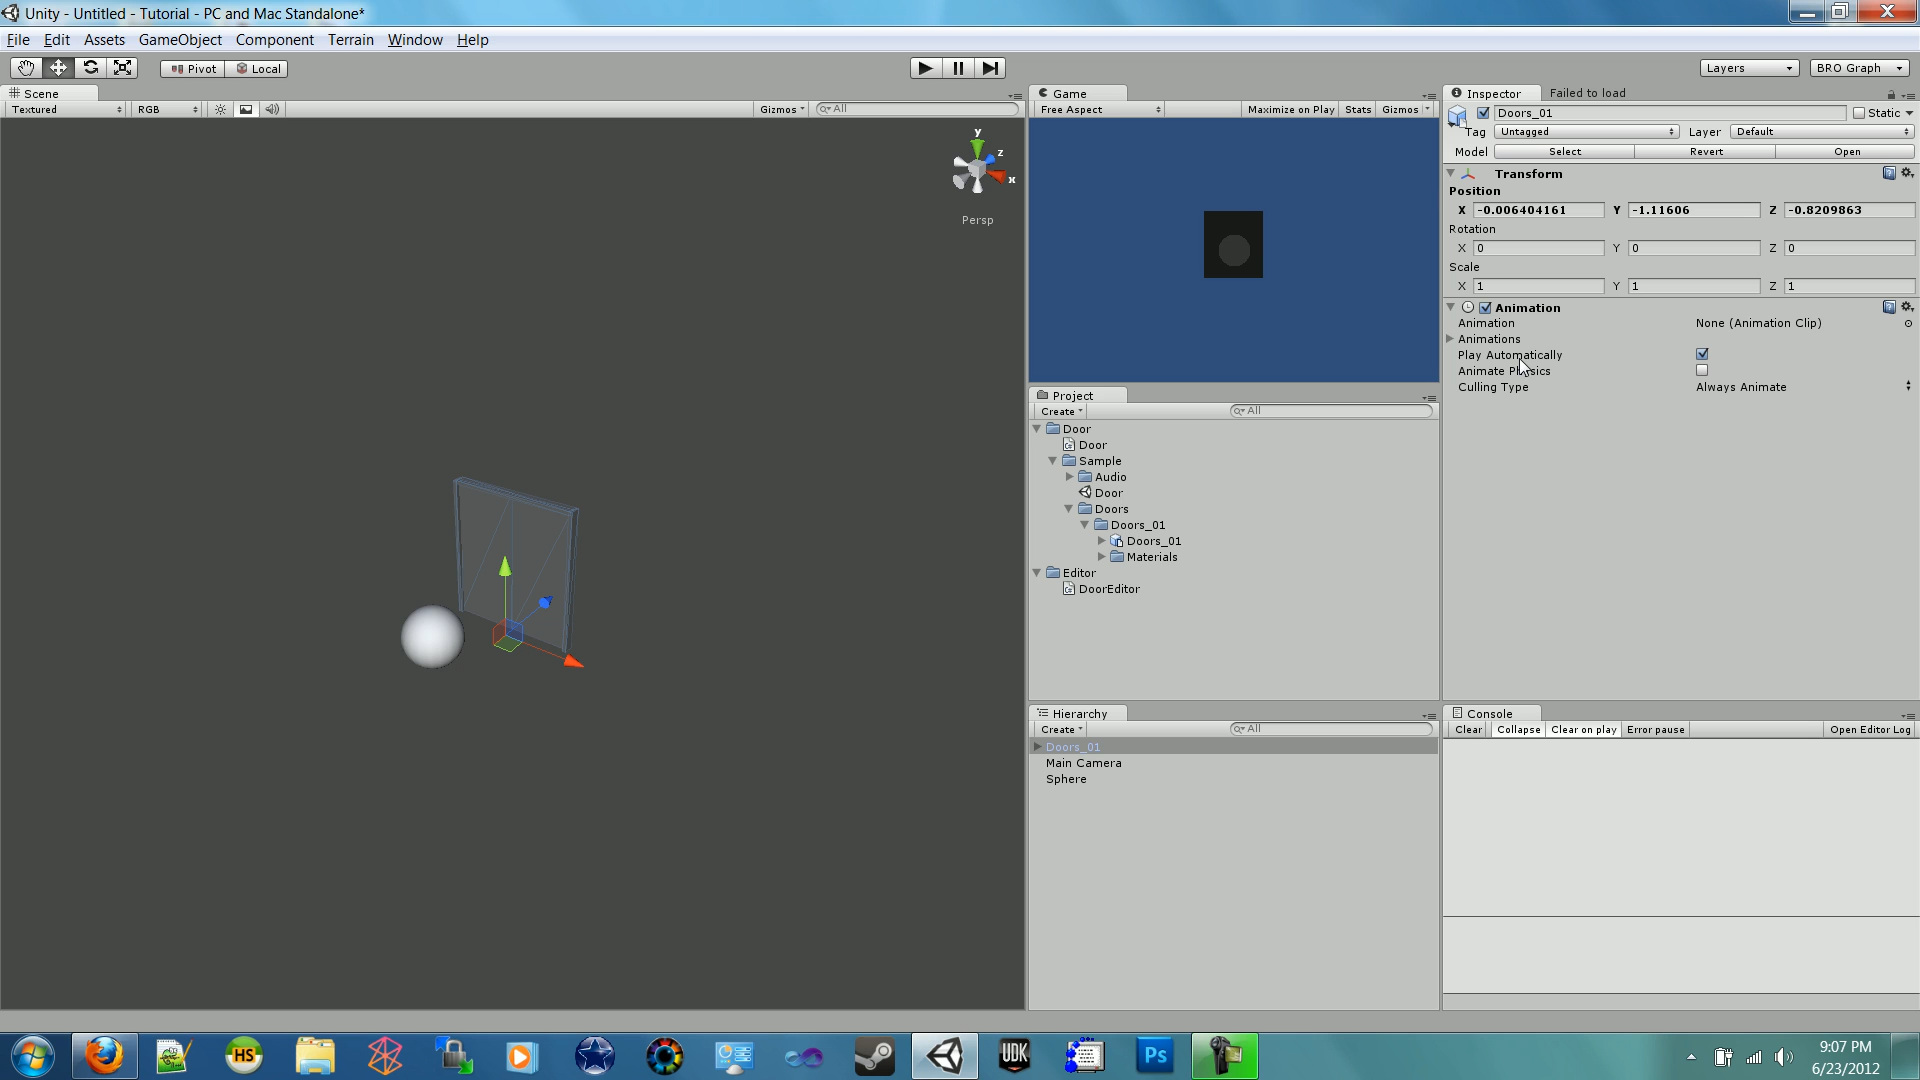 Unity - Untitled - Tutorial - PC and Mac Standalone*
File Edit Assets GameObject Component Terrain Window Help
Pivot Local Layers BRO Graph
Scene
Textured RGB Gizmos All
y
z
x
Persp
Game
Free Aspect Maximize on Play Stats Gizmos
Project
Create All
Door
Door
Sample
Audio
Door
Doors
Doors_01
Doors_01
Materials
Editor
DoorEditor
Hierarchy
Create All
Doors_01
Main Camera
Sphere
Inspector Failed to load
Doors_01 Static
Tag Untagged Layer Default
Model Select Revert Open
Transform
Position
X -0.006404161 Y -1.11606 Z -0.8209863
Rotation
X 0 Y 0 Z 0
Scale
X 1 Y 1 Z 1
Animation
Animation None (Animation Clip)
Animations
Play Automatically
Animate Physics
Culling Type Always Animate
Console
Clear Collapse Clear on play Error pause Open Editor Log
HS
UDK
Ps
9:07 PM
6/23/2012